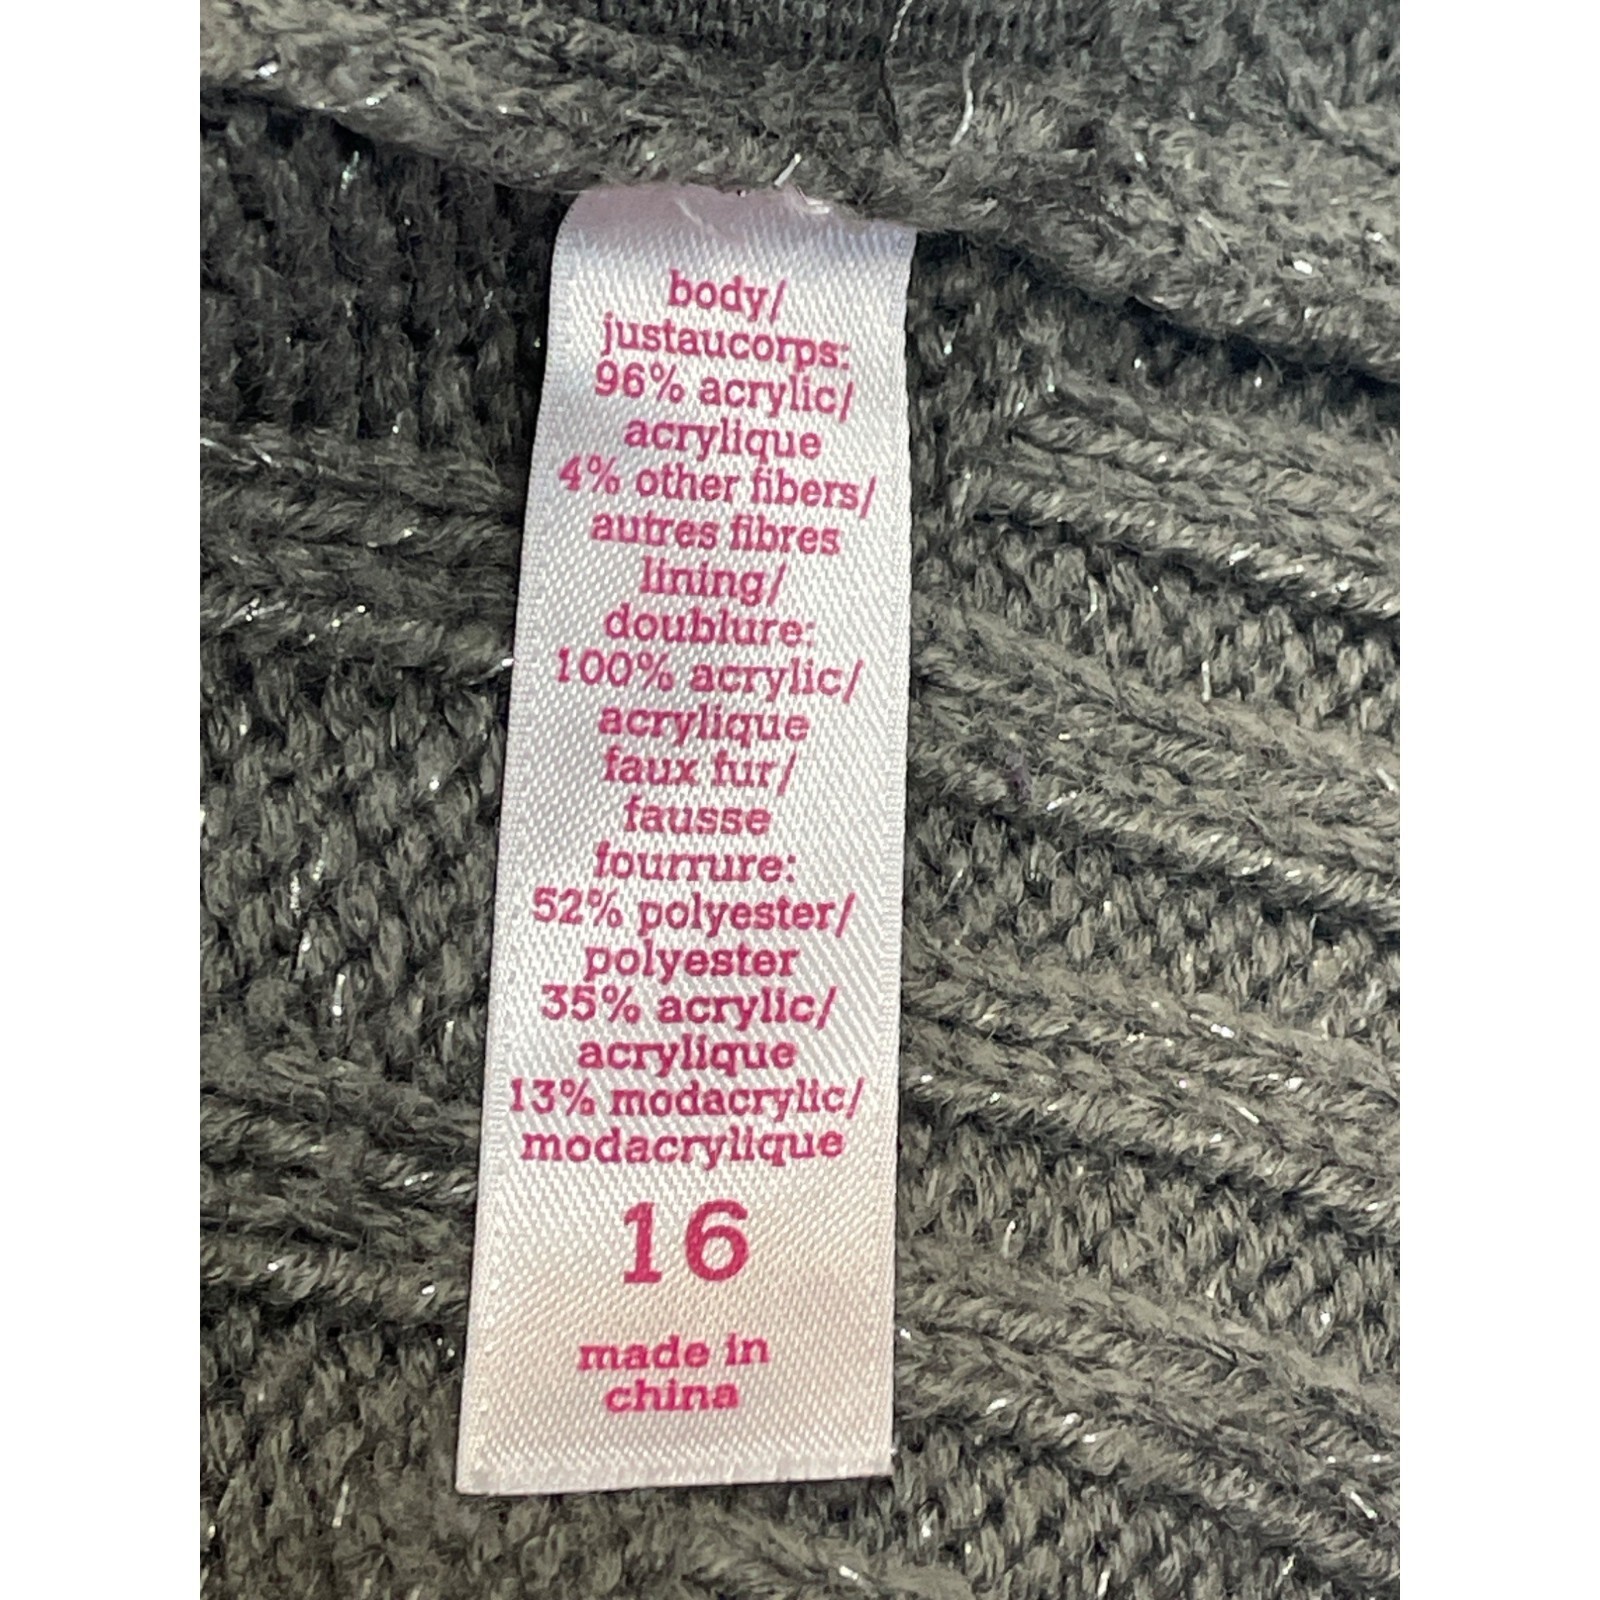 body/
justaucorps:
96% acrylic/
acrylique
4% other fibers/
autres fibres
lining/
doublure:
100% acrylic/
acrylique
faux fur/
fausse
fourrure:
52% polyester/
polyester
35% acrylic/
acrylique
13% modacrylic/
modacrylique
16
made in
china